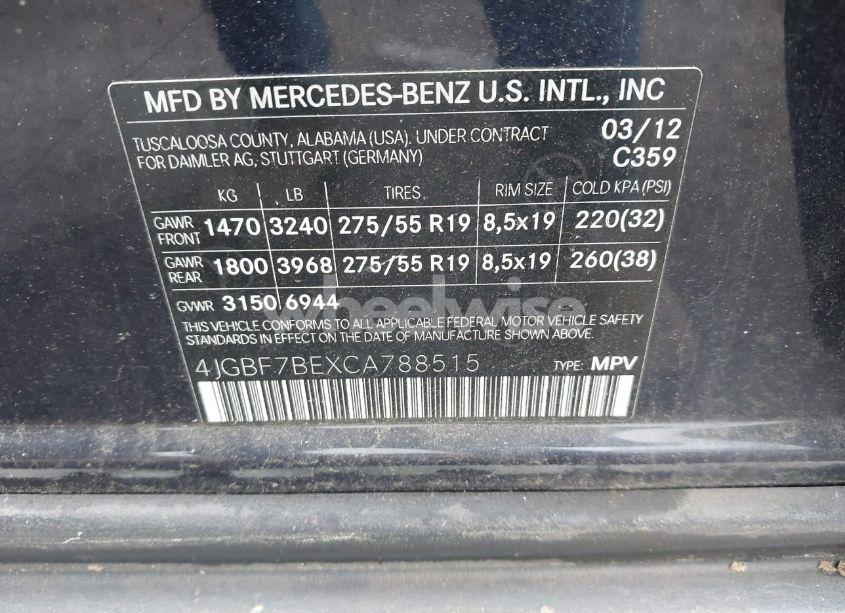 MFD BY MERCEDES-BENZ U.S. INTL., INC
TUSCALOOSA COUNTY, ALABAMA (USA). UNDER CONTRACT 03/12
FOR DAIMLER AG, STUTTGART (GERMANY) C359
KG LB TIRES RIM SIZE COLD KPA (PSI)
GAWR FRONT 1470 3240 275/55 R19 8,5x19 220(32)
GAWR REAR 1800 3968 275/55 R19 8,5x19 260(38)
GVWR 3150 6944
wheelwise
THIS VEHICLE CONFORMS TO ALL APPLICABLE FEDERAL MOTOR VEHICLE SAFETY
STANDARDS IN EFFECT ON THE DATE OF MANUFACTURE SHOWN ABOVE
4JGBF7BEXCA788515 TYPE: MPV